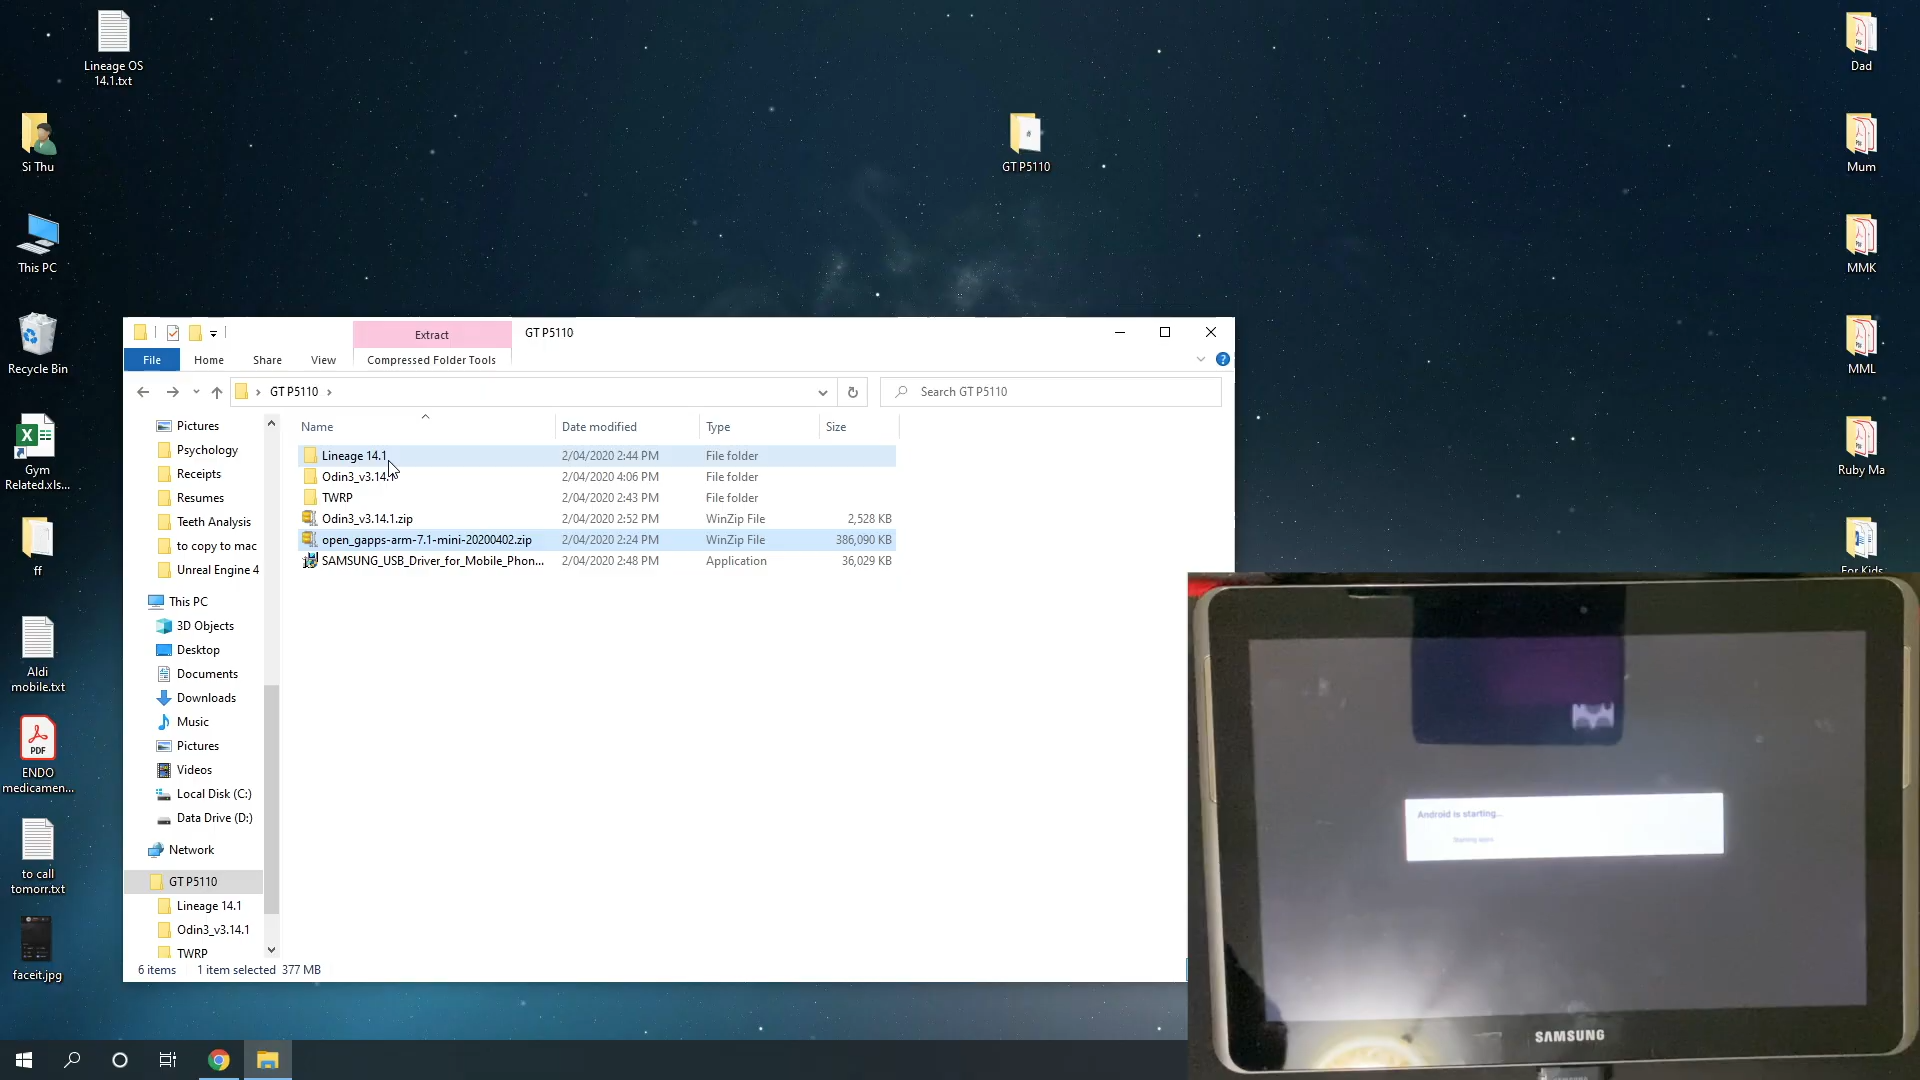 Lineage OS
14.1.txt
Si Thu
This PC
Recycle Bin
Gym
Related.xls...
ff
Aldi
mobile.txt
ENDO
medicamen...
to call
tomorr.txt
faceit.jpg
GT P5110
Dad
Mum
MMK
MML
Ruby Ma
For Kids
Extract
GT P5110
File
Home
Share
View
Compressed Folder Tools
GT P5110
Search GT P5110
Pictures
Psychology
Receipts
Resumes
Teeth Analysis
to copy to mac
Unreal Engine 4
This PC
3D Objects
Desktop
Documents
Downloads
Music
Pictures
Videos
Local Disk (C:)
Data Drive (D:)
Network
GT P5110
Lineage 14.1
Odin3_v3.14.1
TWRP
Name Date modified Type Size
Lineage 14.1 2/04/2020 2:44 PM File folder
Odin3_v3.14.1 2/04/2020 4:06 PM File folder
TWRP 2/04/2020 2:43 PM File folder
Odin3_v3.14.1.zip 2/04/2020 2:52 PM WinZip File 2,528 KB
open_gapps-arm-7.1-mini-20200402.zip 2/04/2020 2:24 PM WinZip File 386,090 KB
SAMSUNG_USB_Driver_for_Mobile_Phon... 2/04/2020 2:48 PM Application 36,029 KB
6 items 1 item selected 377 MB
Android is starting...
Starting apps.
SAMSUNG